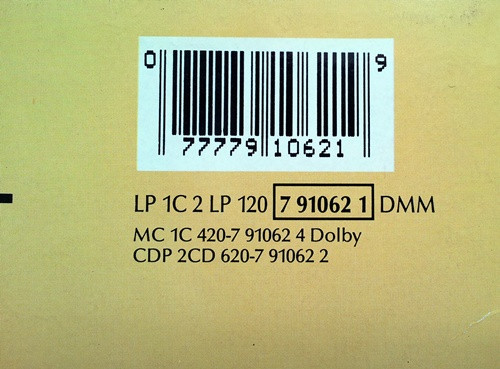 0 77779 10621 9
LP 1C 2 LP 120 7 91062 1 DMM
MC 1C 420-7 91062 4 Dolby
CDP 2CD 620-7 91062 2